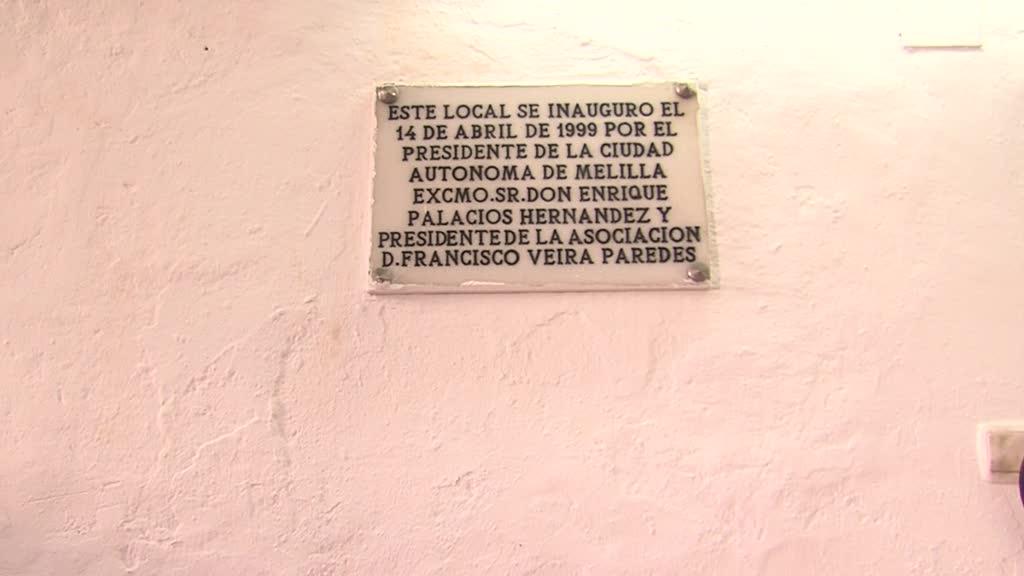 ESTE LOCAL SE INAUGURO EL
14 DE ABRIL DE 1999 POR EL
PRESIDENTE DE LA CIUDAD
AUTONOMA DE MELILLA
EXCMO.SR.DON ENRIQUE
PALACIOS HERNANDEZ Y
PRESIDENTE DE LA ASOCIACION
D.FRANCISCO VEIRA PAREDES